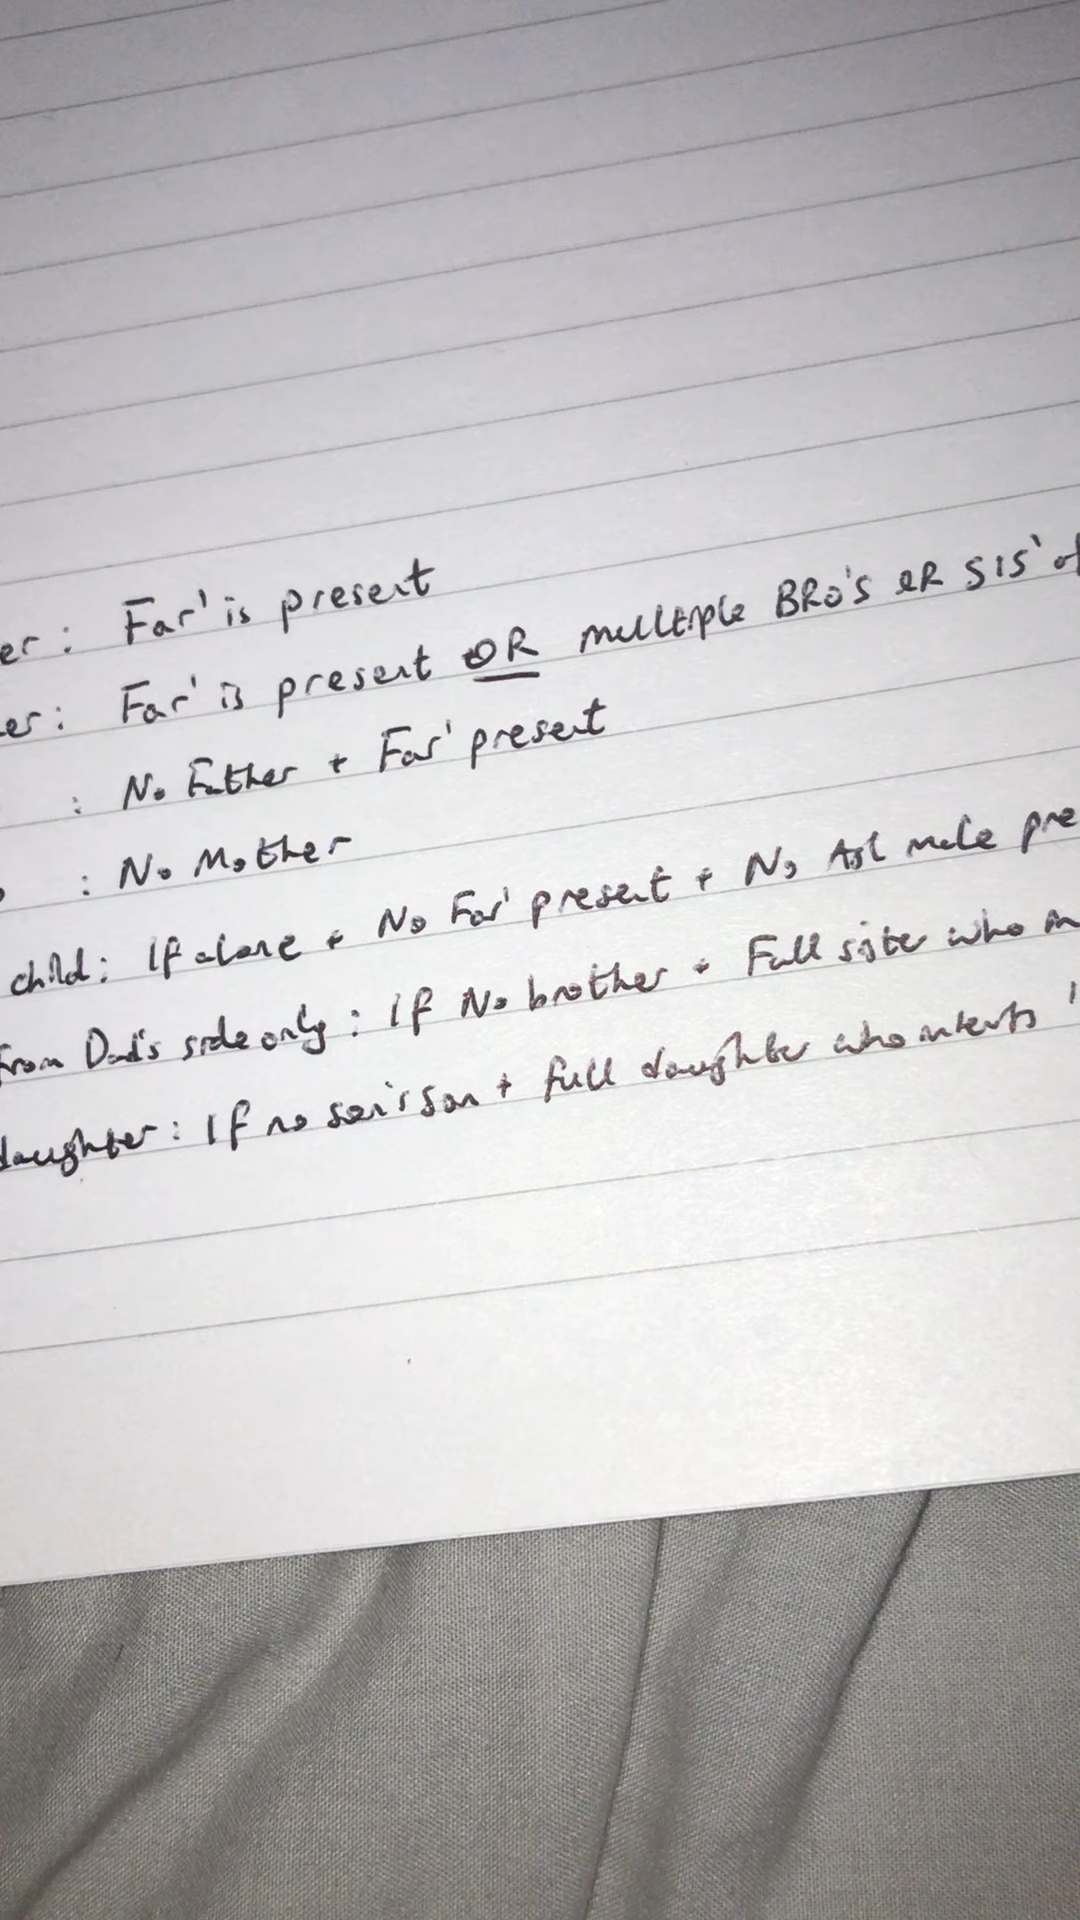 er: Far' is present
er: Far' is present OR multiple BRO's OR SIS' of
: No Father + Far' present
: No Mother
child: If alone + No Far' present + No Asl male pre
From Dad's side only: if No brother + Full sister who in
daughter: If no son's son + full daughter who inherits '